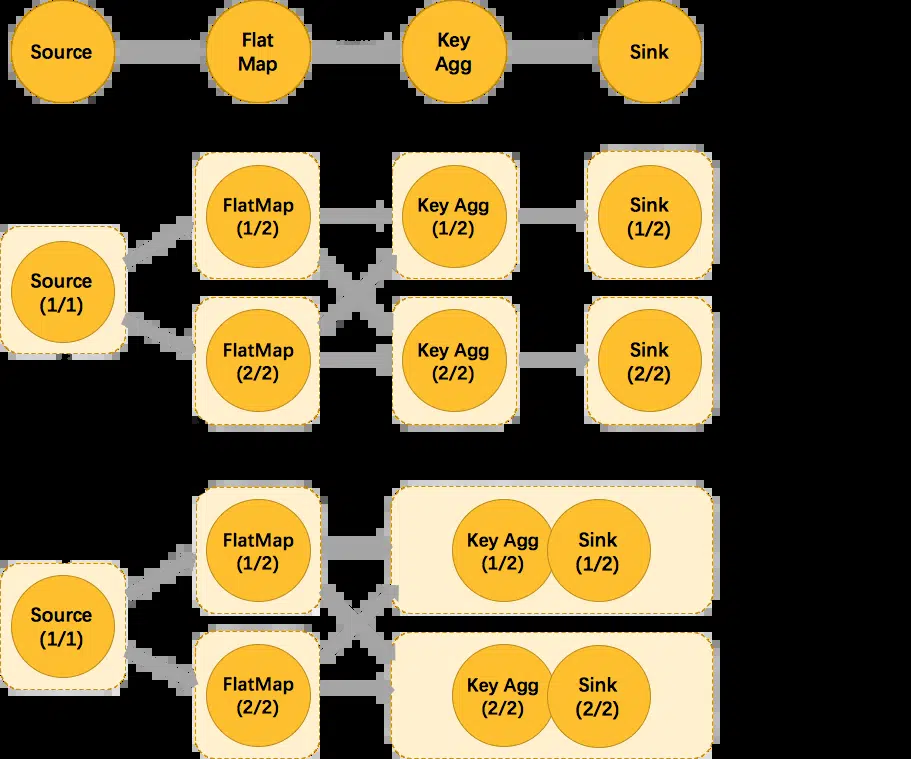 Source
Flat
Map
Key
Agg
Sink
FlatMap
(1/2)
Key Agg
(1/2)
Sink
(1/2)
Source
(1/1)
FlatMap
(2/2)
Key Agg
(2/2)
Sink
(2/2)
FlatMap
(1/2)
Key Agg
(1/2)
Sink
(1/2)
Source
(1/1)
FlatMap
(2/2)
Key Agg
(2/2)
Sink
(2/2)